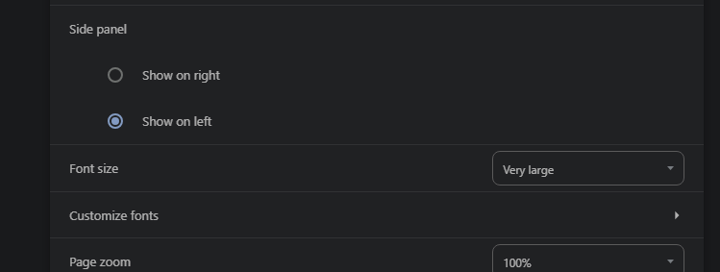 Side panel
Show on right
Show on left
Font size
Very large
Customize fonts
Page zoom
100%